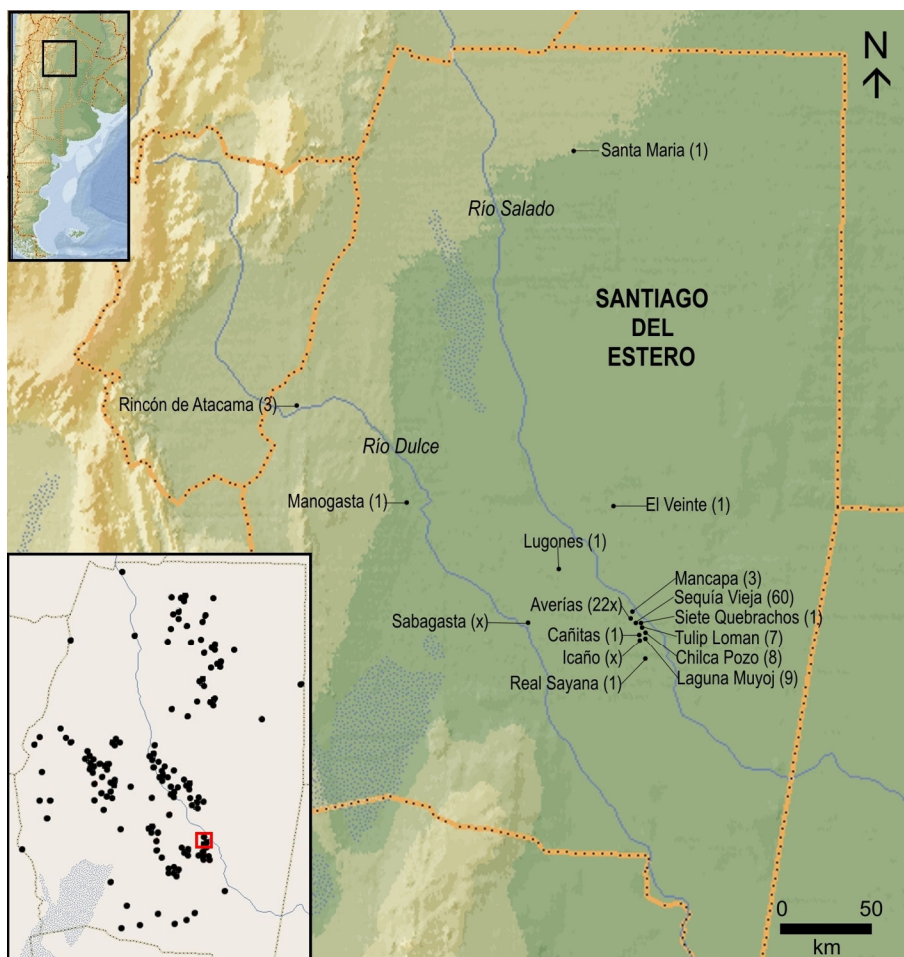 N
Santa Maria (1)
Río Salado
SANTIAGO
DEL
ESTERO
Rincón de Atacama (3)
Río Dulce
Manogasta (1)
El Veinte (1)
Lugones (1)
Mancapa (3)
Sequía Vieja (60)
Averías (22x)
Siete Quebrachos (1)
Sabagasta (x)
Cañitas (1)
Tulip Loman (7)
Icaño (x)
Chilca Pozo (8)
Laguna Muyoj (9)
Real Sayana (1)
0 50
km